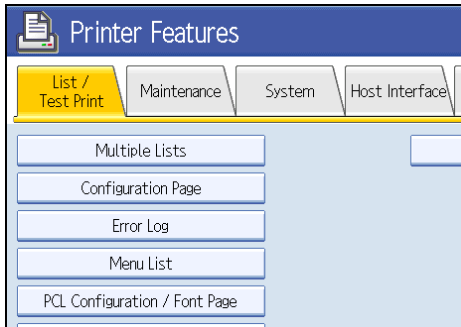 Printer Features
List /
Test Print
Maintenance
System
Host Interface
Multiple Lists
Configuration Page
Error Log
Menu List
PCL Configuration / Font Page